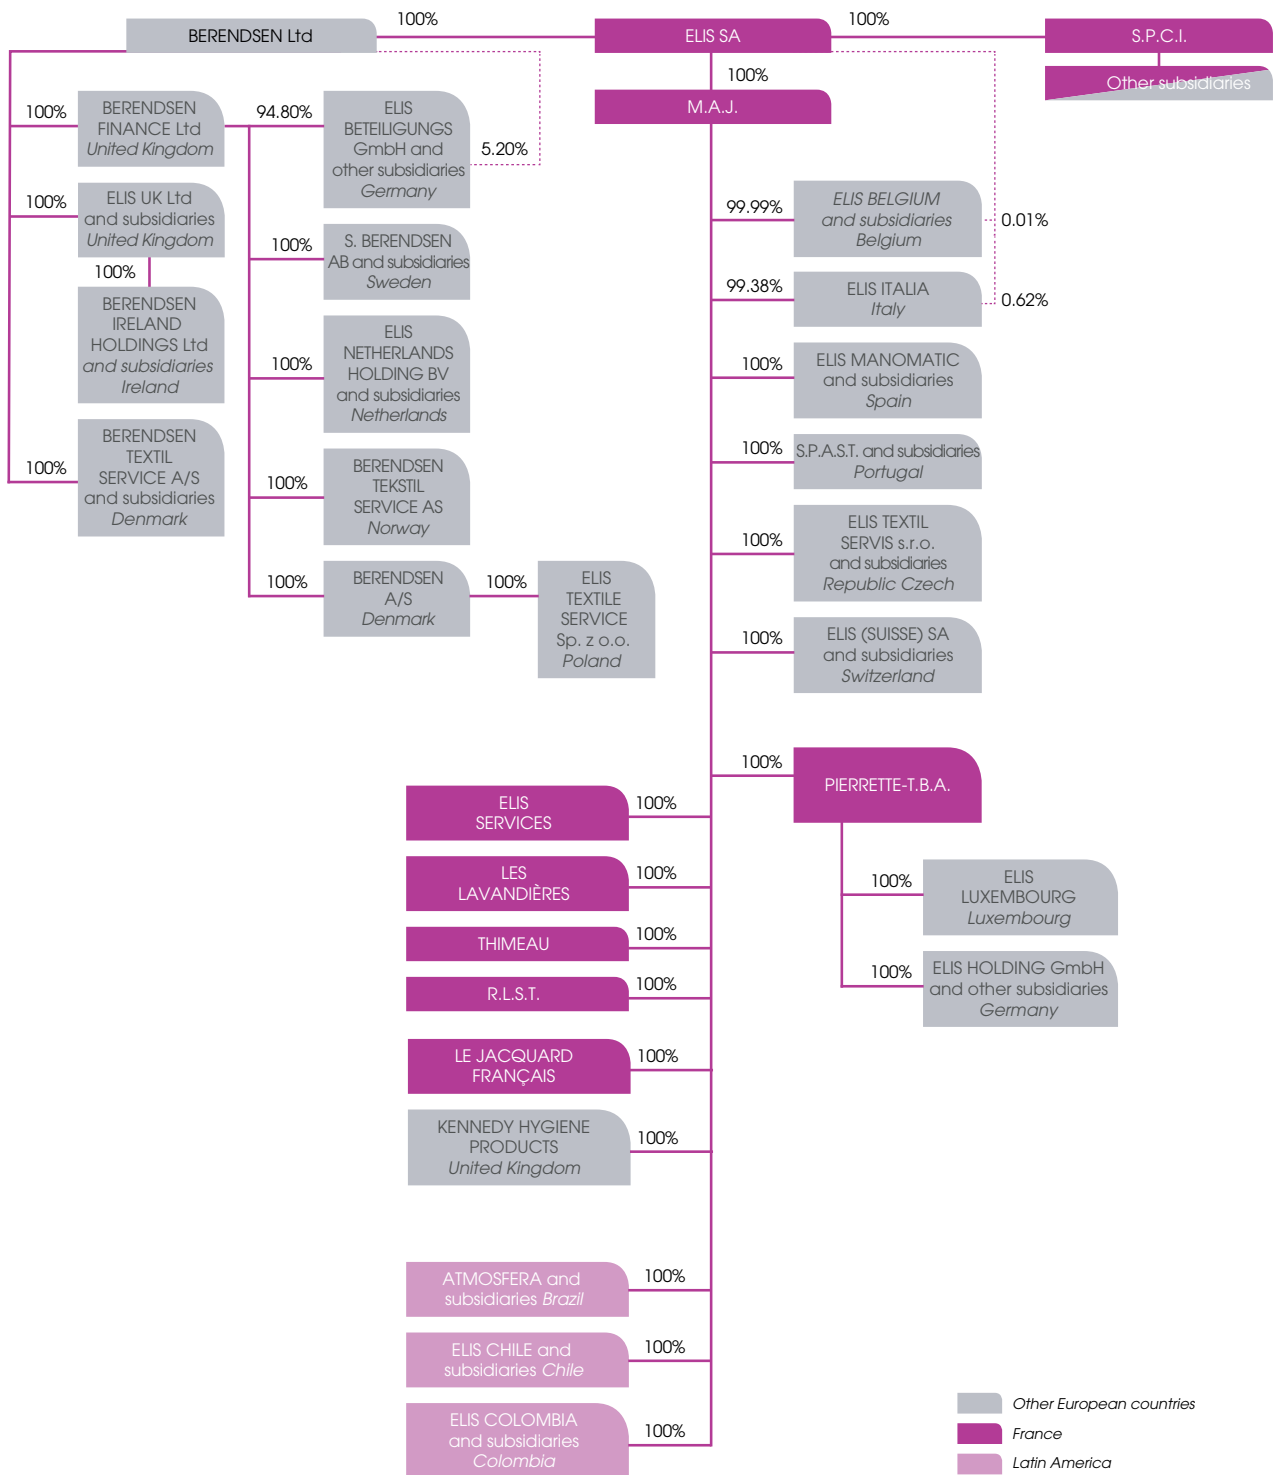 BERENDSEN Ltd
100%
ELIS SA
100%
S.P.C.I.
Other subsidiaries
100%
M.A.J.
100%
BERENDSEN
FINANCE Ltd
United Kingdom
94.80%
ELIS
BETEILIGUNGS
GmbH and
other subsidiaries
Germany
5.20%
100%
ELIS UK Ltd
and subsidiaries
United Kingdom
100%
BERENDSEN
IRELAND
HOLDINGS Ltd
and subsidiaries
Ireland
100%
BERENDSEN
TEXTIL
SERVICE A/S
and subsidiaries
Denmark
100%
S. BERENDSEN
AB and subsidiaries
Sweden
100%
ELIS
NETHERLANDS
HOLDING BV
and subsidiaries
Netherlands
100%
BERENDSEN
TEKSTIL
SERVICE AS
Norway
100%
BERENDSEN
A/S
Denmark
100%
ELIS
TEXTILE
SERVICE
Sp. z o.o.
Poland
99.99%
ELIS BELGIUM
and subsidiaries
Belgium
0.01%
99.38%
ELIS ITALIA
Italy
0.62%
100%
ELIS MANOMATIC
and subsidiaries
Spain
100%
S.P.A.S.T. and subsidiaries
Portugal
100%
ELIS TEXTIL
SERVIS s.r.o.
and subsidiaries
Republic Czech
100%
ELIS (SUISSE) SA
and subsidiaries
Switzerland
100%
PIERRETTE-T.B.A.
100%
ELIS
LUXEMBOURG
Luxembourg
100%
ELIS HOLDING GmbH
and other subsidiaries
Germany
ELIS
SERVICES
100%
LES
LAVANDIÈRES
100%
THIMEAU
100%
R.L.S.T.
100%
LE JACQUARD
FRANÇAIS
100%
KENNEDY HYGIENE
PRODUCTS
United Kingdom
100%
ATMOSFERA and
subsidiaries Brazil
100%
ELIS CHILE and
subsidiaries Chile
100%
ELIS COLOMBIA
and subsidiaries
Colombia
100%
Other European countries
France
Latin America